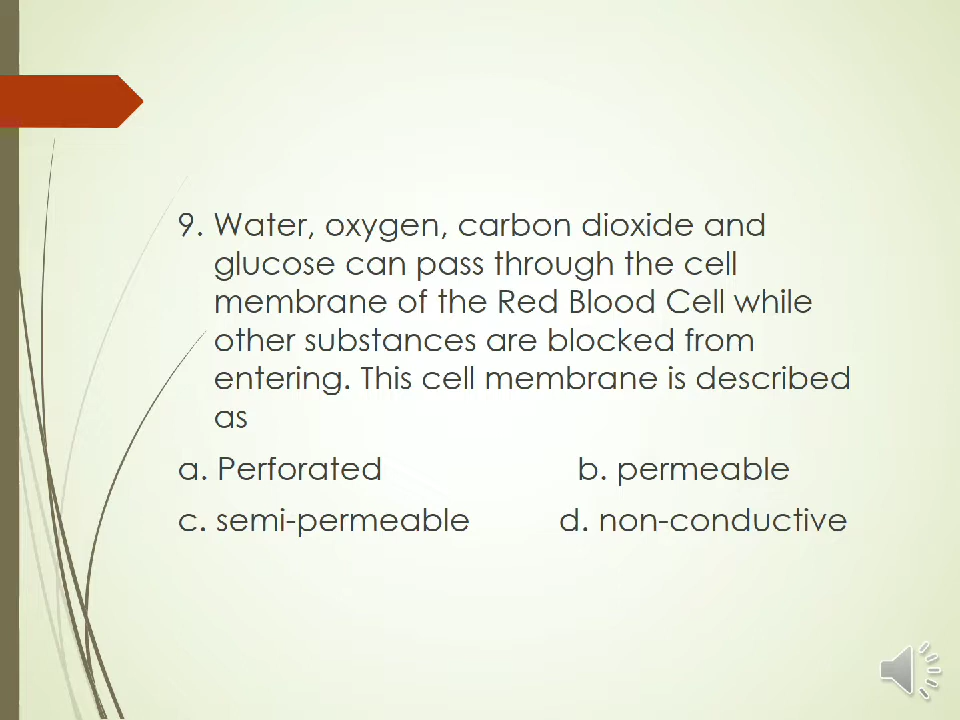 9. Water, oxygen, carbon dioxide and
glucose can pass through the cell
membrane of the Red Blood Cell while
other substances are blocked from
entering. This cell membrane is described
as
a. Perforated b. permeable
c. semi-permeable d. non-conductive